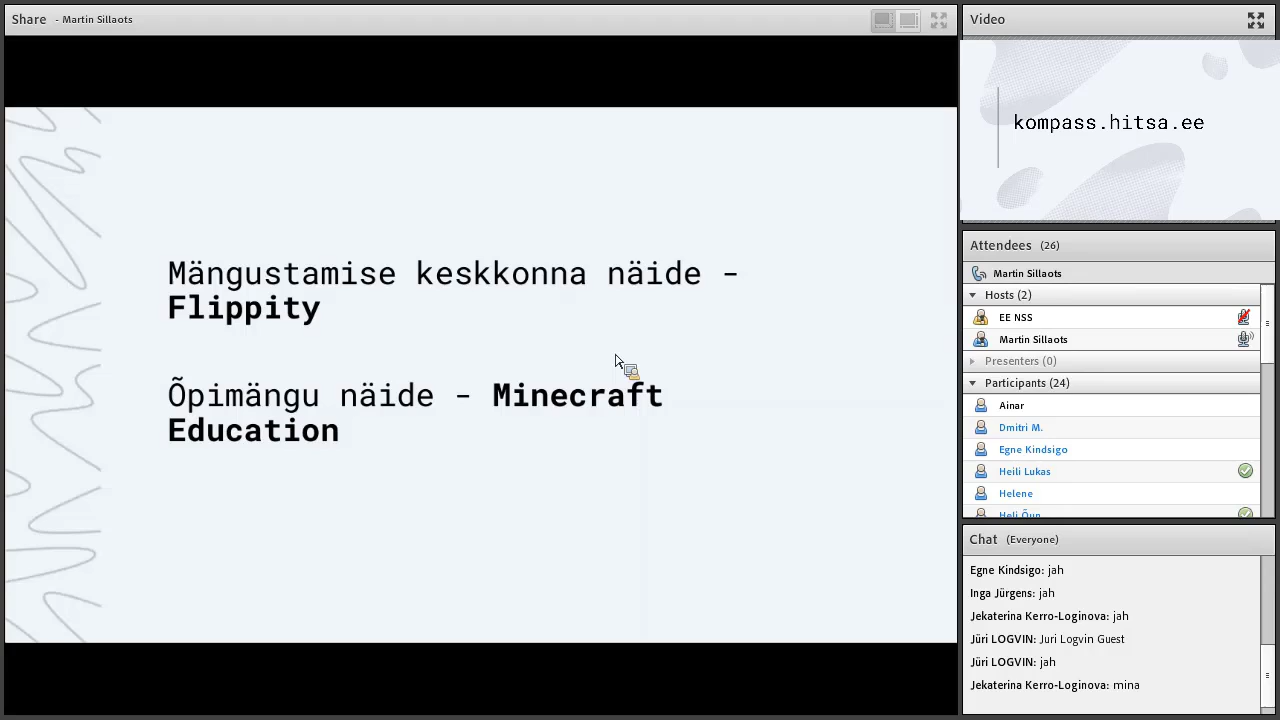 Share - Martin Sillaots
Mängustamise keskkonna näide -
Flippity
Õpimängu näide - Minecraft
Education
Video
kompass.hitsa.ee
Attendees (26)
Martin Sillaots
Hosts (2)
EE NSS
Martin Sillaots
Presenters (0)
Participants (24)
Ainar
Dmitri M.
Egne Kindsigo
Heili Lukas
Helene
Heli Õun
Chat (Everyone)
Egne Kindsigo: jah
Inga Jürgens: jah
Jekaterina Kerro-Loginova: jah
Jüri LOGVIN: Juri Logvin Guest
Jüri LOGVIN: jah
Jekaterina Kerro-Loginova: mina